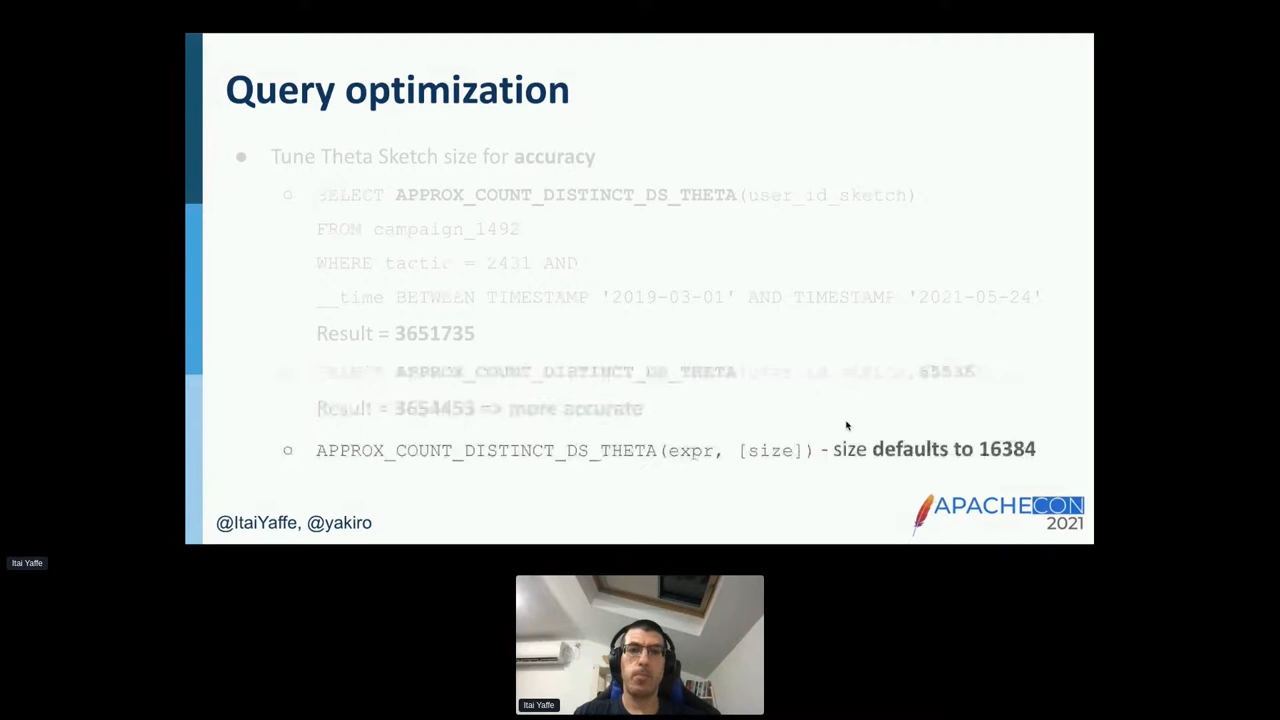 Query optimization
● Tune Theta Sketch size for accuracy
○ SELECT APPROX_COUNT_DISTINCT_DS_THETA(user_id_sketch)
FROM campaign_1492
WHERE tactic = 2431 AND
__time BETWEEN TIMESTAMP '2019-03-01' AND TIMESTAMP '2021-05-24'
Result = 3651735
APPROX_COUNT_DISTINCT_DS_THETA
Result = 3654453 => more accurate
○ APPROX_COUNT_DISTINCT_DS_THETA(expr, [size]) - size defaults to 16384
@ItaiYaffe, @yakiro
APACHECON
2021
Itai Yaffe
Itai Yaffe